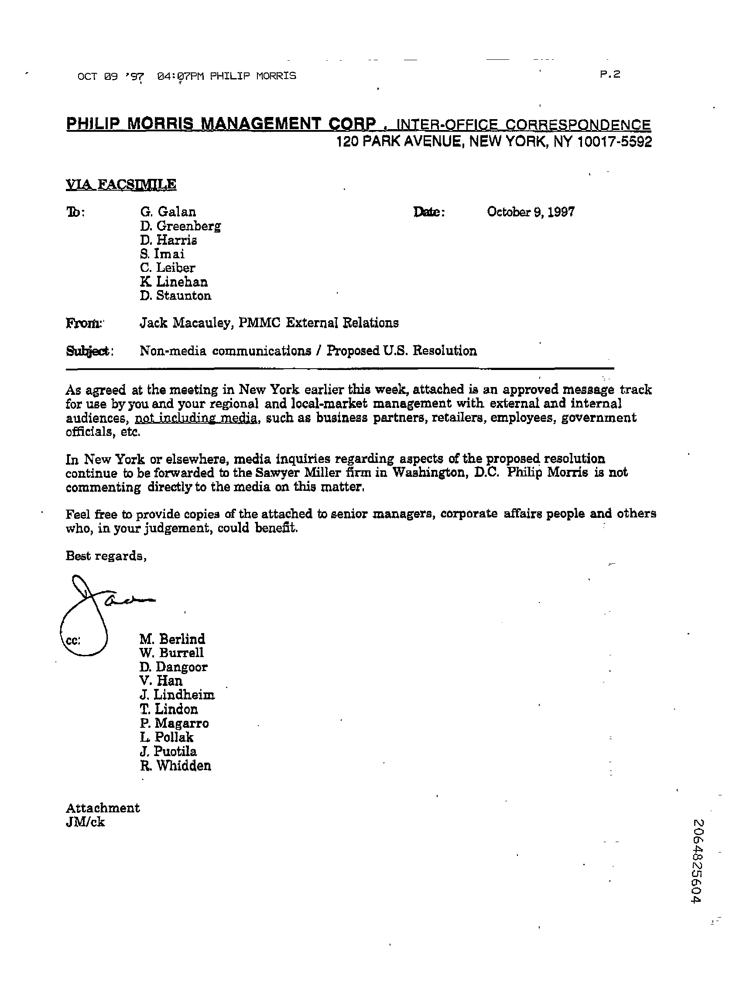 OCT 09 '97 04:07PM PHILIP MORRIS P.2
PHILIP MORRIS MANAGEMENT CORP . INTER-OFFICE CORRESPONDENCE
120 PARK AVENUE, NEW YORK, NY 10017-5592
VIA FACSIMILE
To: G. Galan Date: October 9, 1997
D. Greenberg
D. Harris
S. Imai
C. Leiber
K. Linehan
D. Staunton
From: Jack Macauley, PMMC External Relations
Subject: Non-media communications / Proposed U.S. Resolution
As agreed at the meeting in New York earlier this week, attached is an approved message track
for use by you and your regional and local-market management with external and internal
audiences, not including media, such as business partners, retailers, employees, government
officials, etc.
In New York or elsewhere, media inquiries regarding aspects of the proposed resolution
continue to be forwarded to the Sawyer Miller firm in Washington, D.C. Philip Morris is not
commenting directly to the media on this matter.
Feel free to provide copies of the attached to senior managers, corporate affairs people and others
who, in your judgement, could benefit.
Best regards,
Jack
cc: M. Berlind
W. Burrell
D. Dangoor
V. Han
J. Lindheim
T. Lindon
P. Magarro
L. Pollak
J. Puotila
R. Whidden
Attachment
JM/ck
2064825604